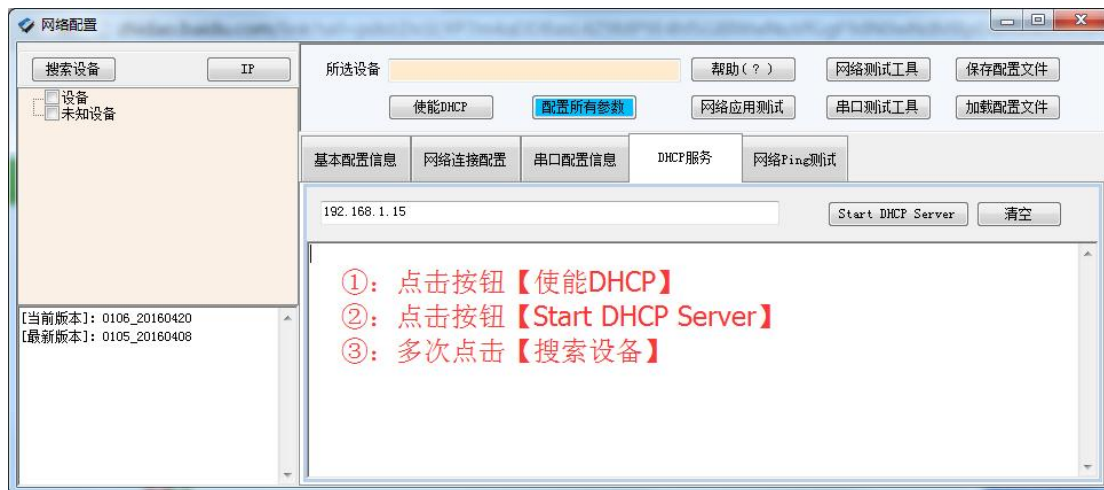 网络配置
搜索设备 IP
设备
未知设备
[当前版本]: 0106_20160420
[最新版本]: 0105_20160408
所选设备 帮助(?) 网络测试工具 保存配置文件
使能DHCP 配置所有参数 网络应用测试 串口测试工具 加载配置文件
基本配置信息 网络连接配置 串口配置信息 DHCP服务 网络Ping测试
192.168.1.15 Start DHCP Server 清空
①：点击按钮【使能DHCP】
②：点击按钮【Start DHCP Server】
③：多次点击【搜索设备】